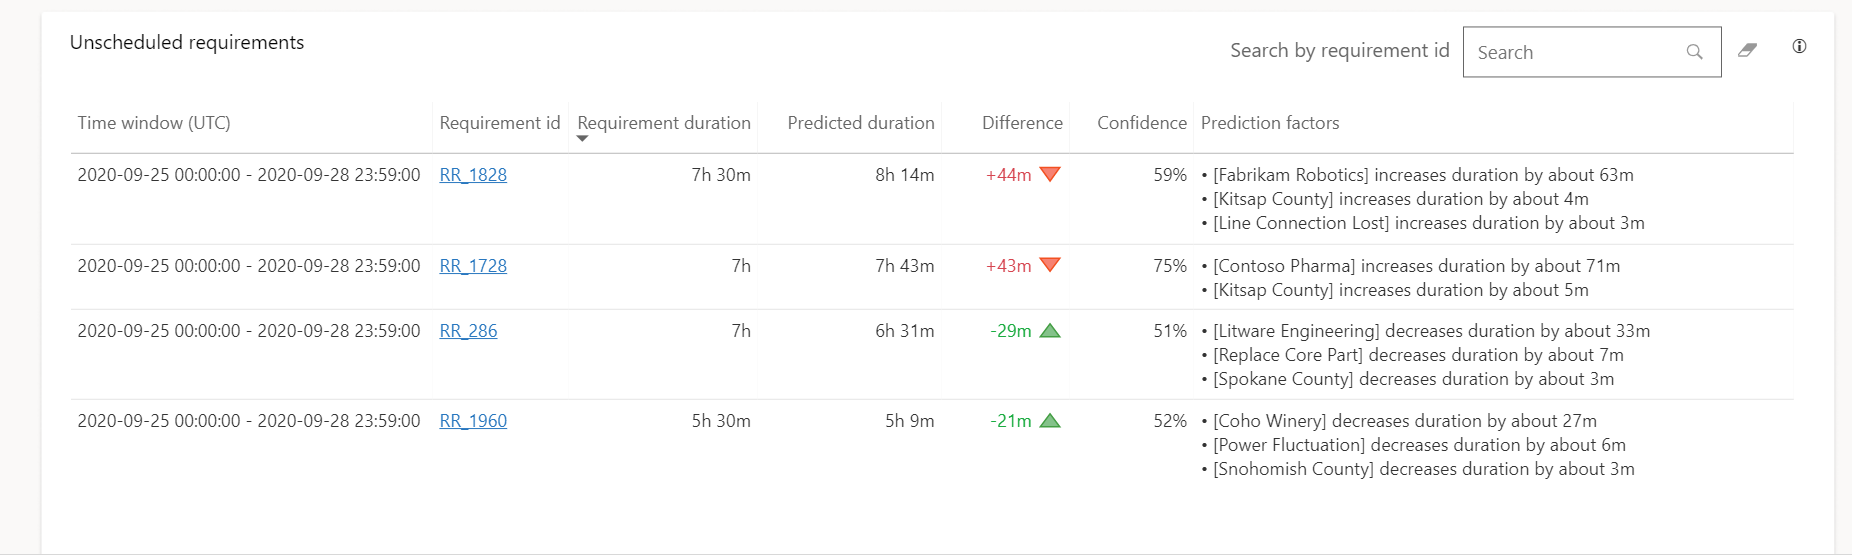 Unscheduled requirements
Search by requirement id
Search
Time window (UTC) Requirement id Requirement duration Predicted duration Difference Confidence Prediction factors
2020-09-25 00:00:00 - 2020-09-28 23:59:00 RR_1828 7h 30m 8h 14m +44m 59% • [Fabrikam Robotics] increases duration by about 63m
• [Kitsap County] increases duration by about 4m
• [Line Connection Lost] increases duration by about 3m
2020-09-25 00:00:00 - 2020-09-28 23:59:00 RR_1728 7h 7h 43m +43m 75% • [Contoso Pharma] increases duration by about 71m
• [Kitsap County] increases duration by about 5m
2020-09-25 00:00:00 - 2020-09-28 23:59:00 RR_286 7h 6h 31m -29m 51% • [Litware Engineering] decreases duration by about 33m
• [Replace Core Part] decreases duration by about 7m
• [Spokane County] decreases duration by about 3m
2020-09-25 00:00:00 - 2020-09-28 23:59:00 RR_1960 5h 30m 5h 9m -21m 52% • [Coho Winery] decreases duration by about 27m
• [Power Fluctuation] decreases duration by about 6m
• [Snohomish County] decreases duration by about 3m